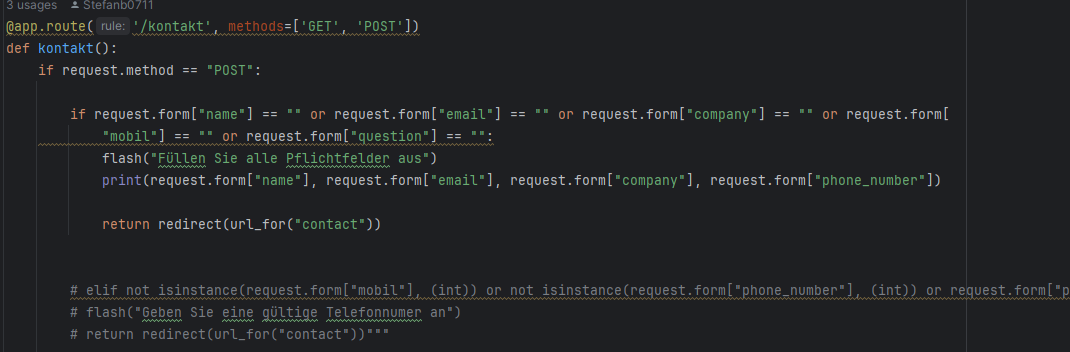 3 usages Stefanb0711
@app.route( rule: '/kontakt', methods=['GET', 'POST'])
def kontakt():
if request.method == "POST":
if request.form["name"] == "" or request.form["email"] == "" or request.form["company"] == "" or request.form[
"mobil"] == "" or request.form["question"] == "":
flash("Füllen Sie alle Pflichtfelder aus")
print(request.form["name"], request.form["email"], request.form["company"], request.form["phone_number"])
return redirect(url_for("contact"))
# elif not isinstance(request.form["mobil"], (int)) or not isinstance(request.form["phone_number"], (int)) or request.form["p
# flash("Geben Sie eine gültige Telefonnumer an")
# return redirect(url_for("contact"))"""